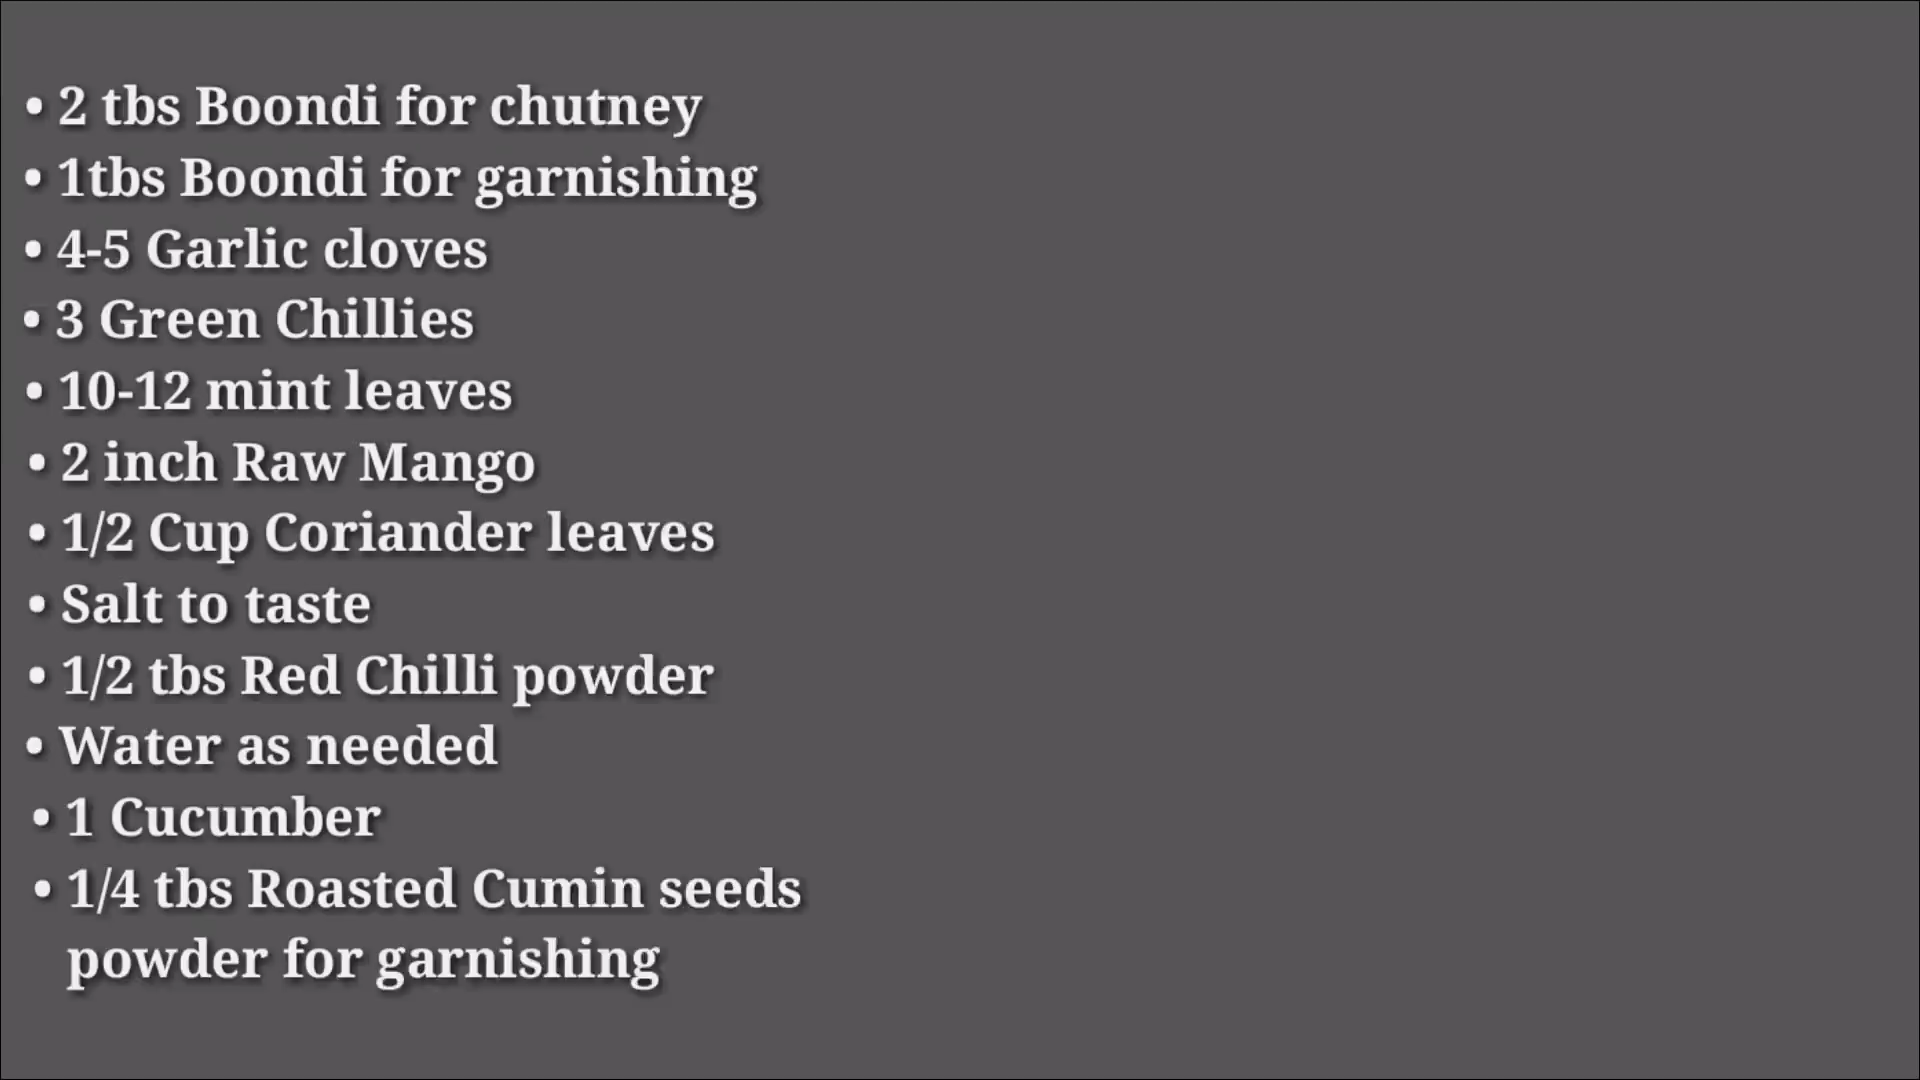 • 2 tbs Boondi for chutney
• 1tbs Boondi for garnishing
• 4-5 Garlic cloves
• 3 Green Chillies
• 10-12 mint leaves
• 2 inch Raw Mango
• 1/2 Cup Coriander leaves
• Salt to taste
• 1/2 tbs Red Chilli powder
• Water as needed
• 1 Cucumber
• 1/4 tbs Roasted Cumin seeds
powder for garnishing